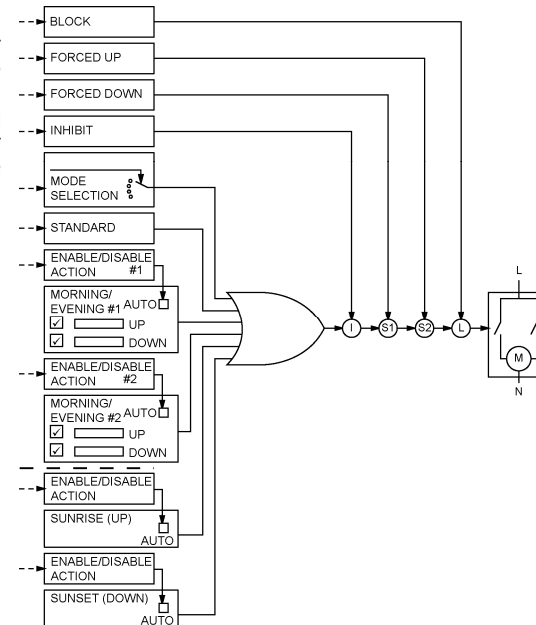 BLOCK
FORCED UP
FORCED DOWN
INHIBIT
MODE
SELECTION
STANDARD
ENABLE/DISABLE
ACTION #1
MORNING/
EVENING #1 AUTO
UP
DOWN
ENABLE/DISABLE
ACTION #2
MORNING/
EVENING #2 AUTO
UP
DOWN
ENABLE/DISABLE
ACTION
SUNRISE (UP)
AUTO
ENABLE/DISABLE
ACTION
SUNSET (DOWN)
AUTO
I S1 S2 L
L
M
N